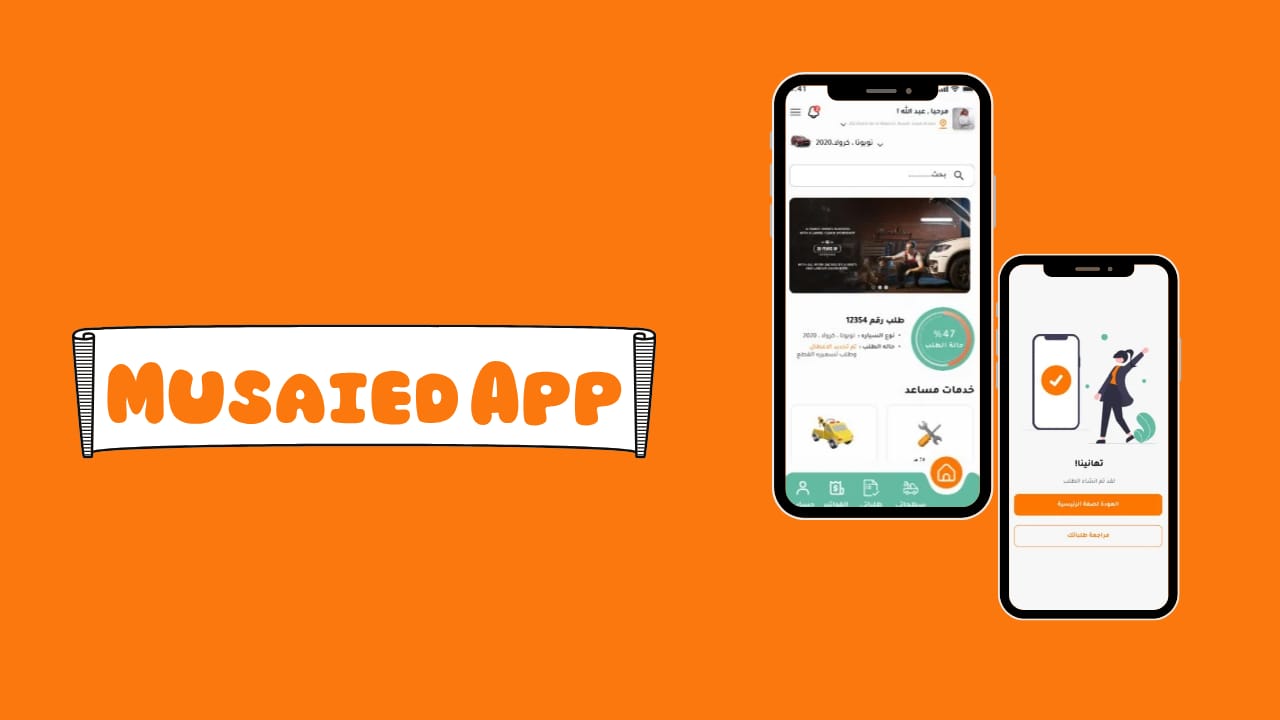 MUSAIED APP
مرحبا , عبد الله !
تويوتا ، كرولا،2020
بحث
طلب رقم 12354
نوع السياره : تويوتا ، كرولا ، 2020
حاله الطلب : تم تحديد الاعطال
وطلب تسعيره القطع
%47
حالة الطلب
خدمات مساعد
تهانينا!
لقد تم انشاء الطلب
العودة لصفة الرئيسية
مراجعة طلباتك